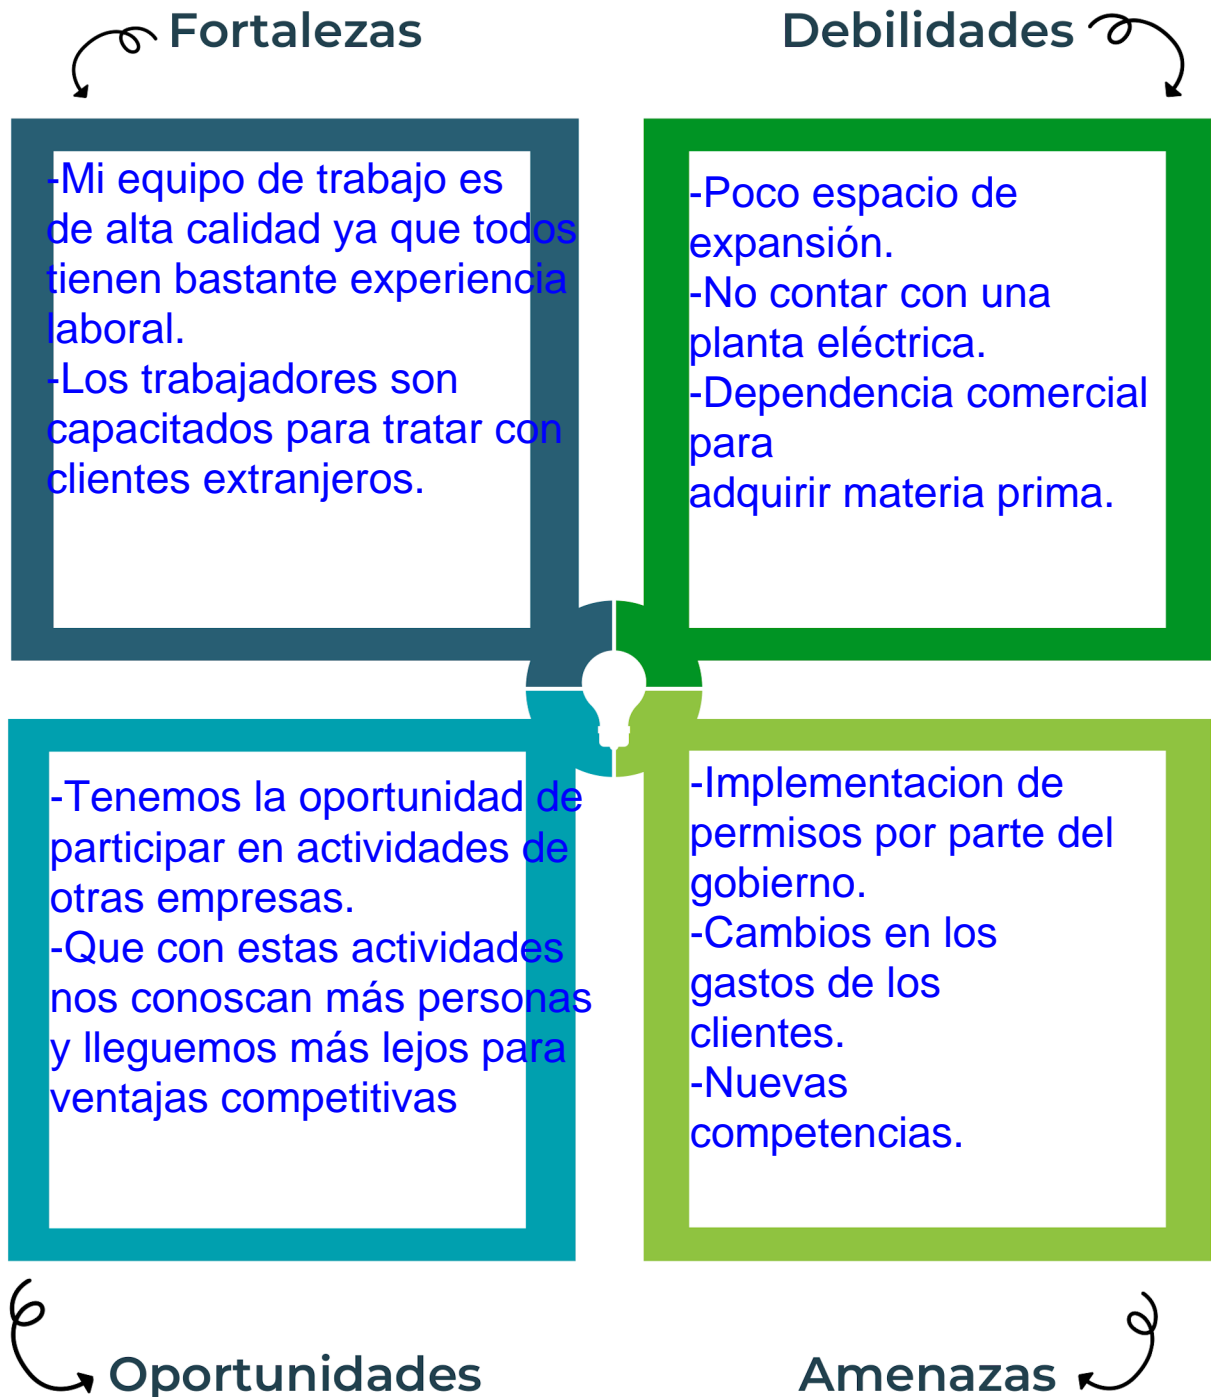 Fortalezas
-Mi equipo de trabajo es
de alta calidad ya que todos
tienen bastante experiencia
laboral.
-Los trabajadores son
capacitados para tratar con
clientes extranjeros.
Debilidades
-Poco espacio de
expansión.
-No contar con una
planta eléctrica.
-Dependencia comercial
para
adquirir materia prima.
-Tenemos la oportunidad de
participar en actividades de
otras empresas.
-Que con estas actividades
nos conoscan más personas
y lleguemos más lejos para
ventajas competitivas
Oportunidades
-Implementacion de
permisos por parte del
gobierno.
-Cambios en los
gastos de los
clientes.
-Nuevas
competencias.
Amenazas